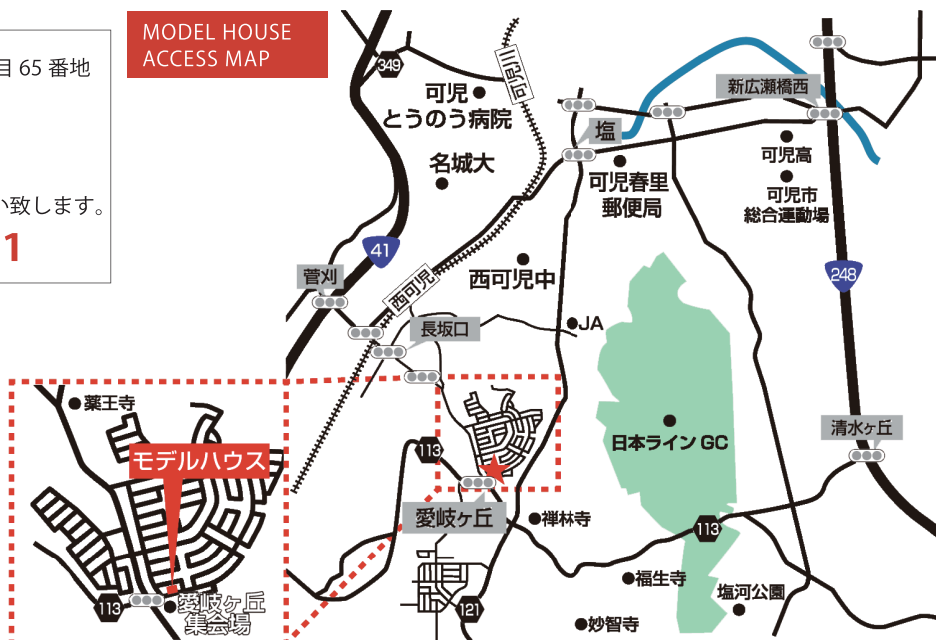 MODEL HOUSE
ACCESS MAP
目 65 番地
い致します。
1
349
可児川
可児
とうのう病院
名城大
新広瀬橋西
塩
可児春里
郵便局
可児高
可児市
総合運動場
41
248
菅刈
西可児
西可児中
長坂口
JA
薬王寺
モデルハウス
113
愛岐ヶ丘
集会場
113
愛岐ヶ丘
禅林寺
日本ライン GC
清水ヶ丘
113
福生寺
塩河公園
121
妙智寺